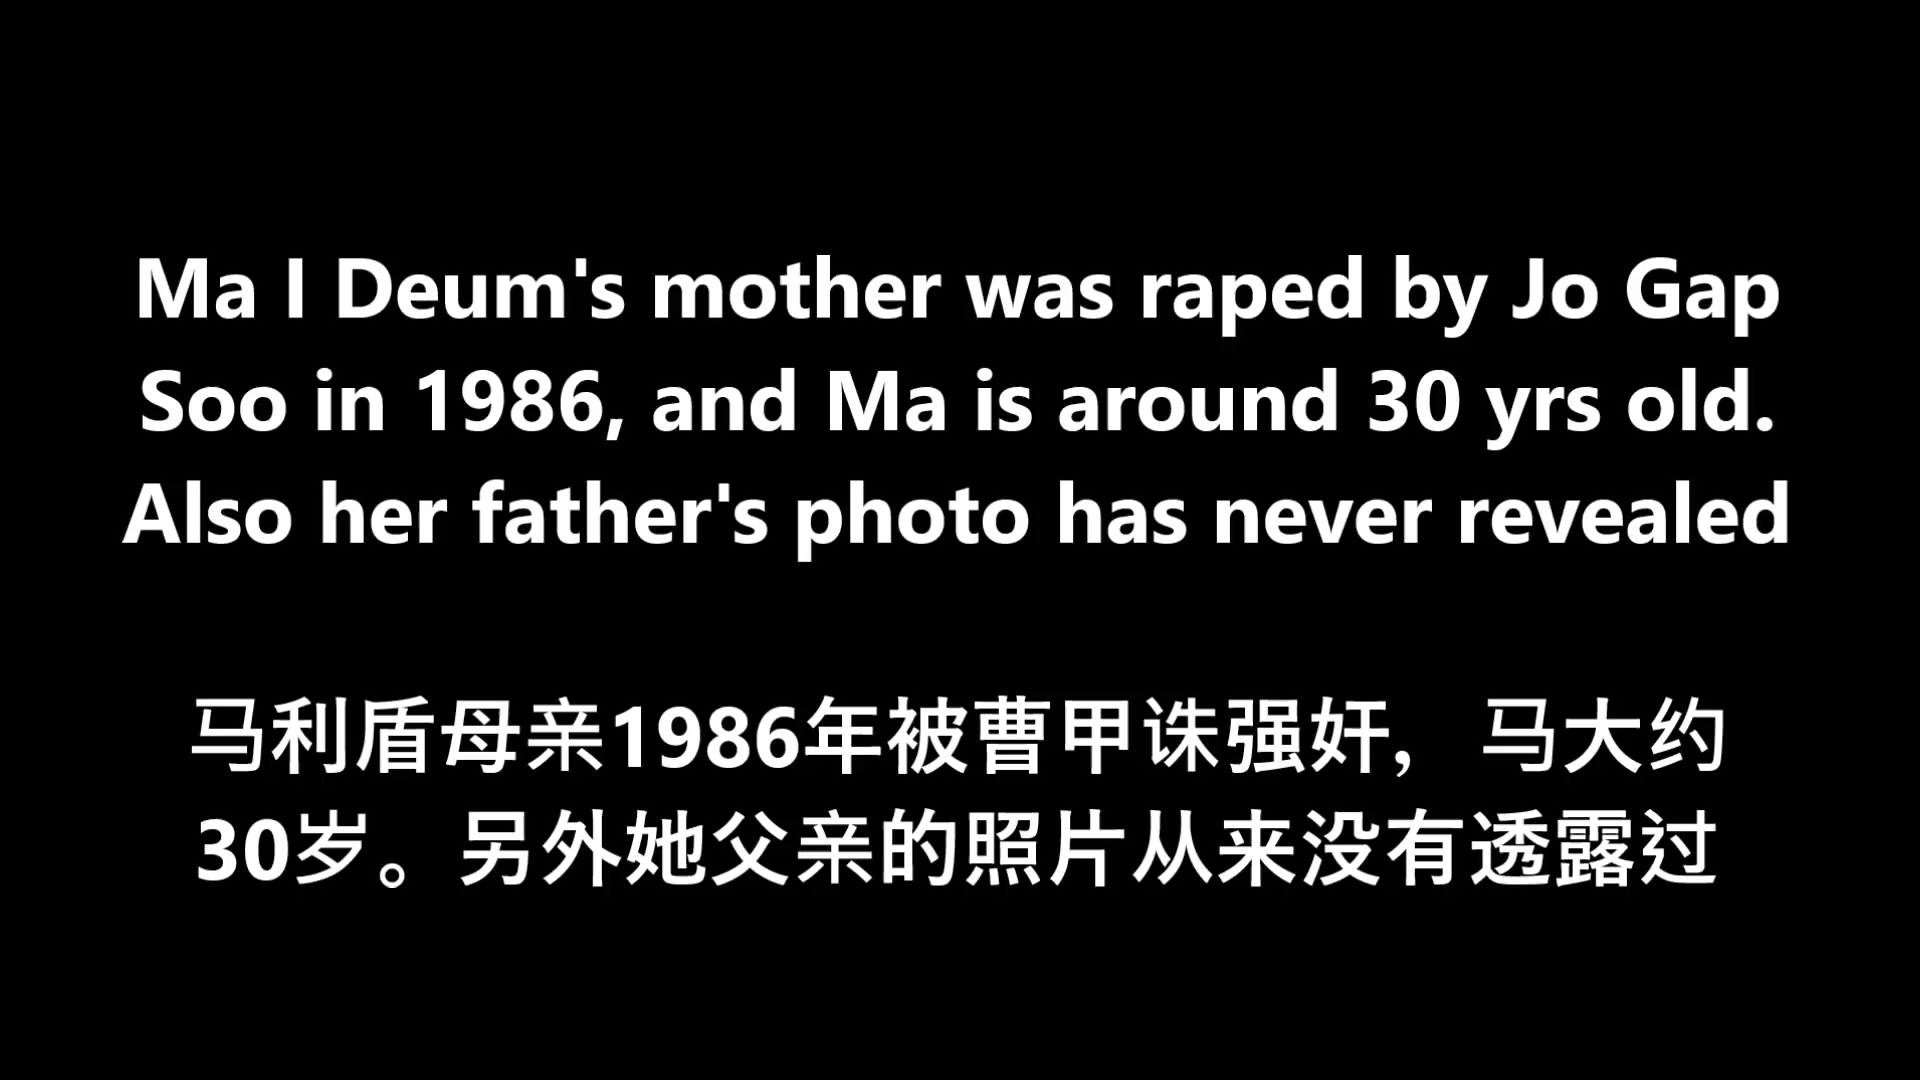 Ma I Deum's mother was raped by Jo Gap
Soo in 1986, and Ma is around 30 yrs old.
Also her father's photo has never revealed
马利盾母亲1986年被曹甲诛强奸，马大约
30岁。另外她父亲的照片从来没有透露过